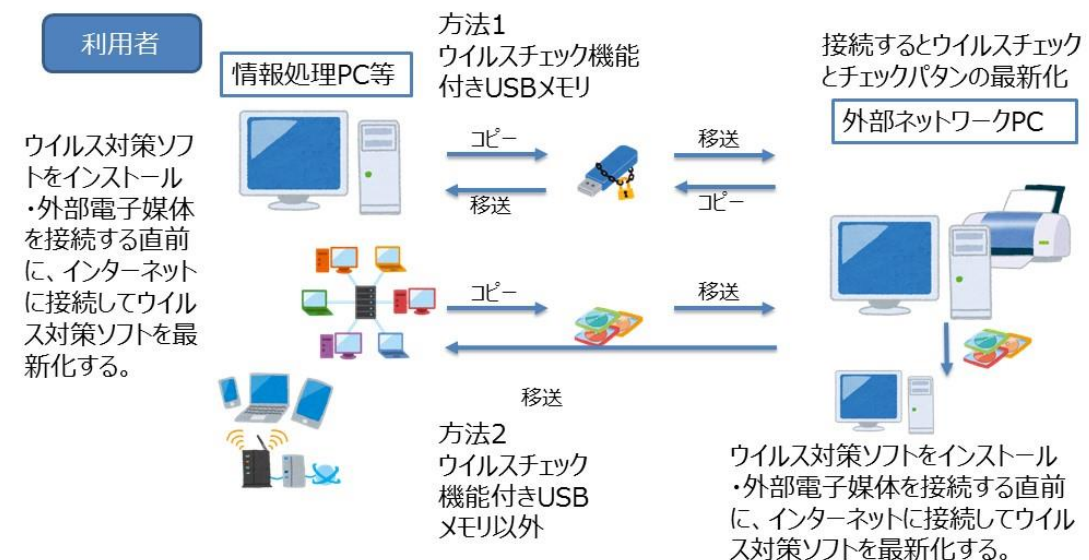 利用者
情報処理PC等
ウイルス対策ソフ
トをインストール
・外部電子媒体
を接続する直前
に、インターネット
に接続してウイル
ス対策ソフトを最
新化する。
方法1
ウイルスチェック機能
付きUSBメモリ
コピー
移送
移送
コピー
コピー
移送
移送
方法2
ウイルスチェック
機能付きUSB
メモリ以外
接続するとウイルスチェック
とチェックパタンの最新化
外部ネットワークPC
ウイルス対策ソフトをインストール
・外部電子媒体を接続する直前
に、インターネットに接続してウイル
ス対策ソフトを最新化する。